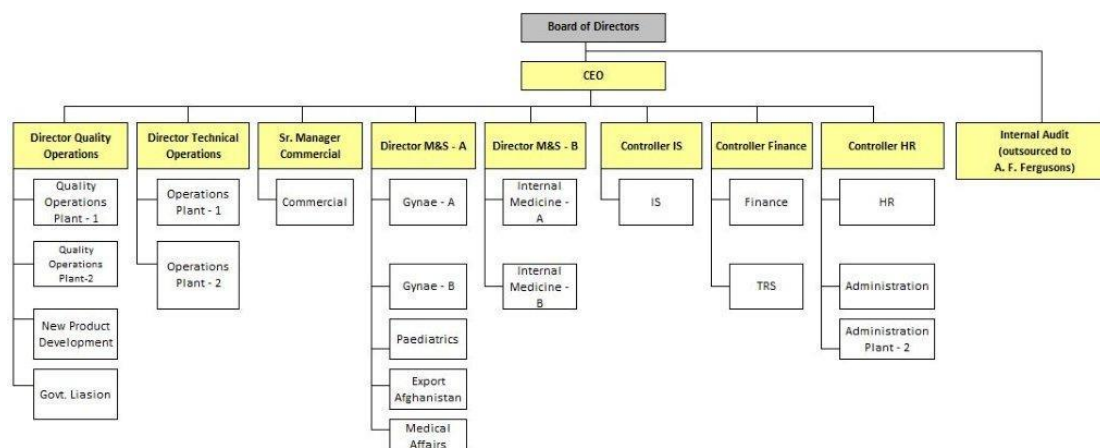 Board of Directors
CEO
Director Quality
Operations
Director Technical
Operations
Sr. Manager
Commercial
Director M&S - A
Director M&S - B
Controller IS
Controller Finance
Controller HR
Internal Audit
(outsourced to
A. F. Fergusons)
Quality
Operations
Plant - 1
Quality
Operations
Plant-2
New Product
Development
Govt. Liasion
Operations
Plant - 1
Operations
Plant - 2
Commercial
Gynae - A
Gynae - B
Paediatrics
Export
Afghanistan
Medical
Affairs
Internal
Medicine -
A
Internal
Medicine -
B
IS
Finance
TRS
HR
Administration
Administration
Plant - 2